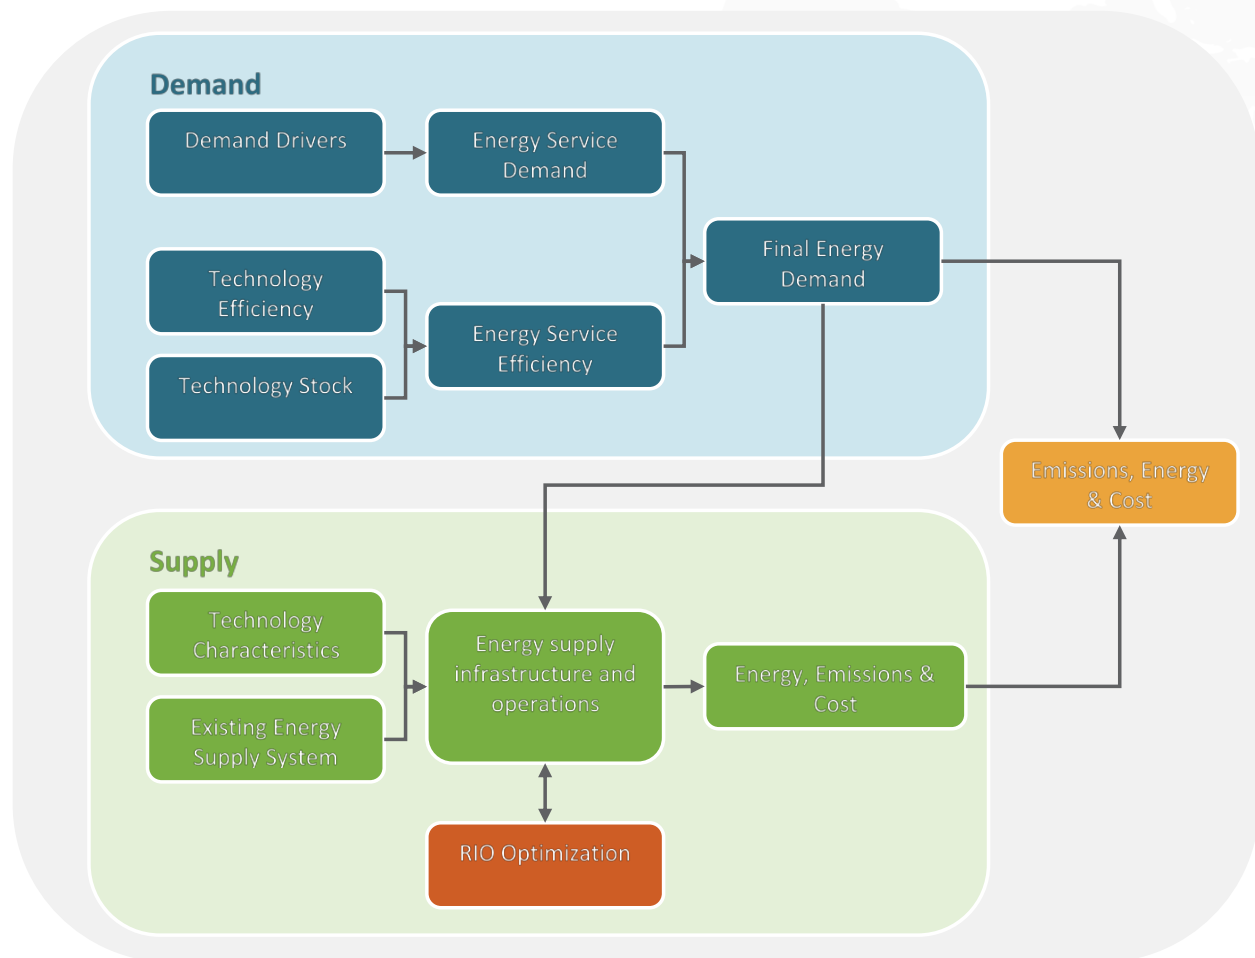 Demand
Demand Drivers
Energy Service
Demand
Technology
Efficiency
Technology Stock
Energy Service
Efficiency
Final Energy
Demand
Emissions, Energy
& Cost
Supply
Technology
Characteristics
Existing Energy
Supply System
Energy supply
infrastructure and
operations
Energy, Emissions &
Cost
RIO Optimization